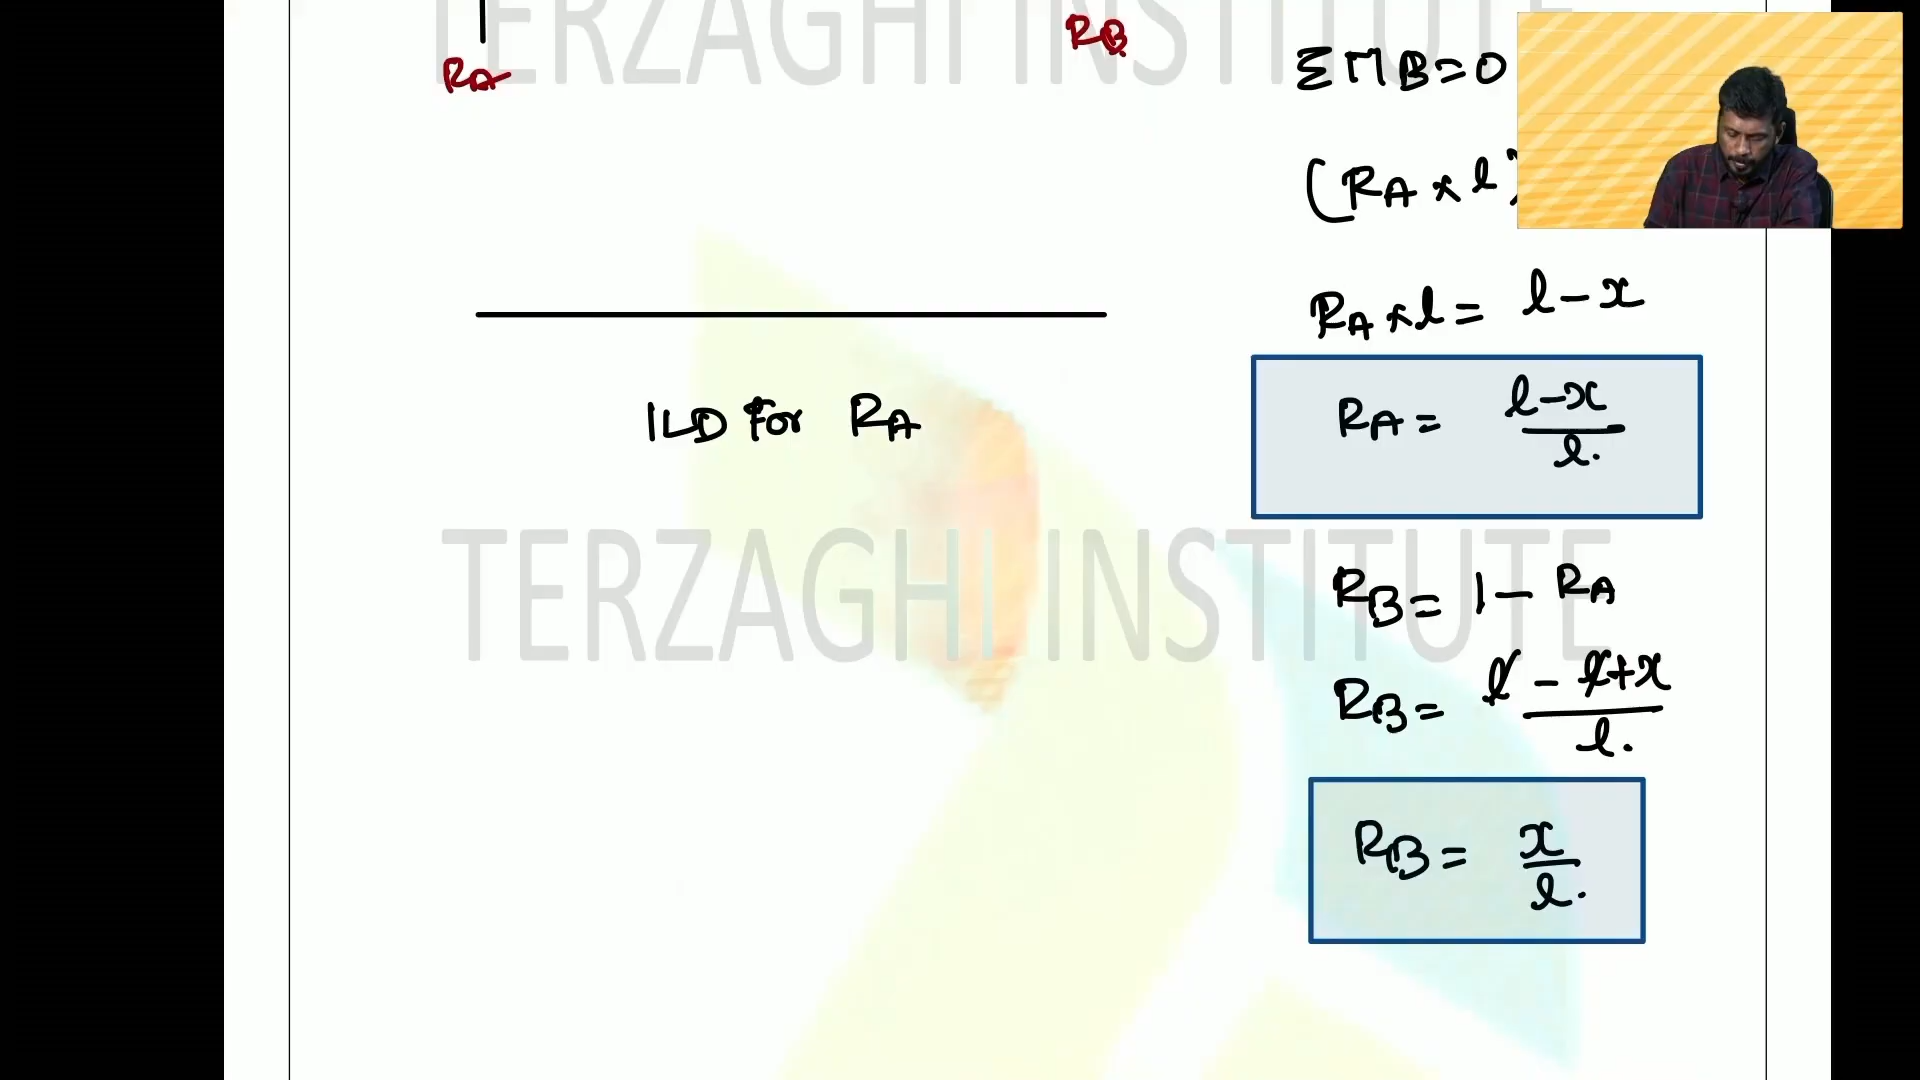 TERZAGHI INSTITUTE
RA
RB
ΣMB=0
(RA×l)
RA×l= l-x
RA= l-x
l.
ILD For RA
TERZAGHI INSTITUTE
RB= 1- RA
RB= l - l+x
l.
RB= x
l.